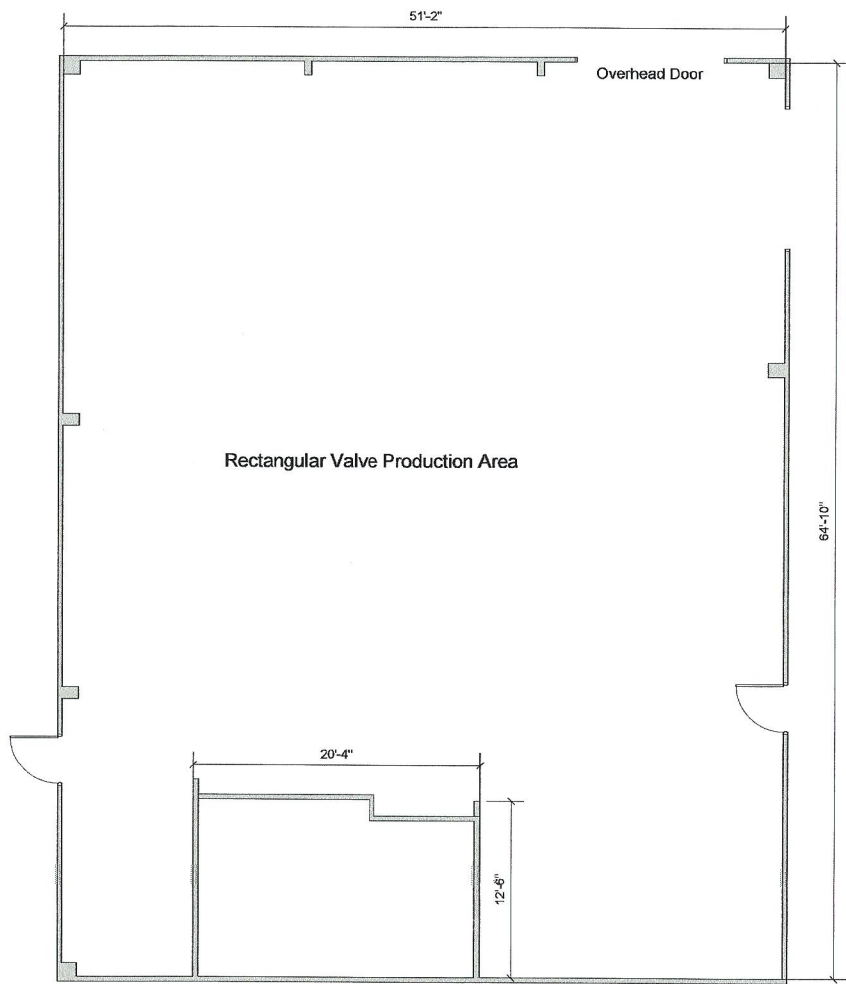 51'-2"
Overhead Door
Rectangular Valve Production Area
64'-10"
20'-4"
12'-6"